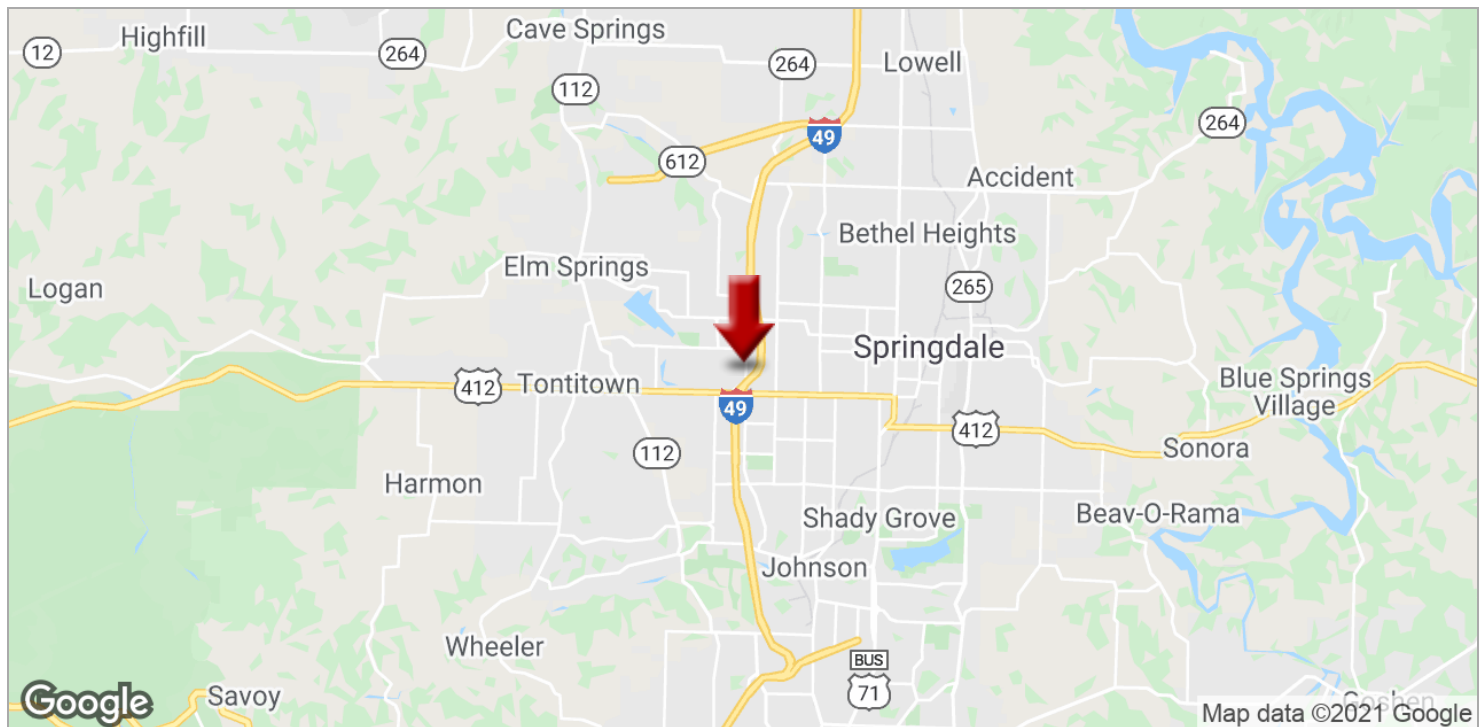 Highfill
Cave Springs
12
264
264
Lowell
112
264
49
612
Accident
Bethel Heights
Elm Springs
Logan
265
Springdale
412
Tontitown
49
Blue Springs
Village
412
112
Sonora
Harmon
Shady Grove
Beav-O-Rama
Johnson
Wheeler
BUS
71
Google
Savoy
Goshen
Map data ©2021 Google